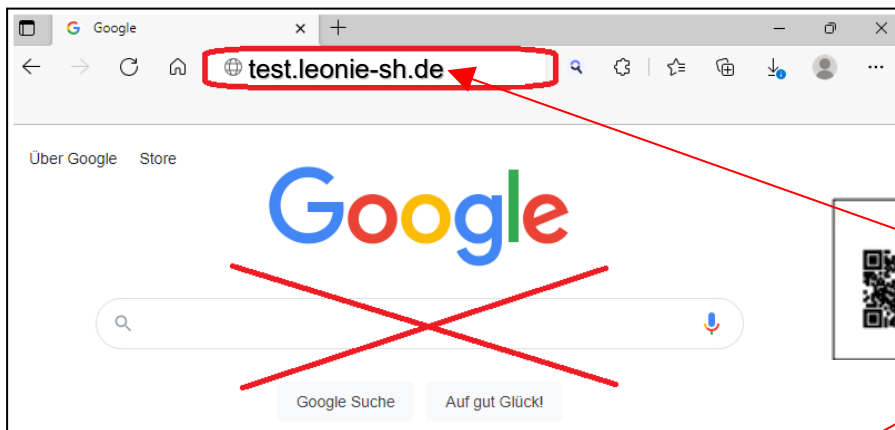 Google
test.leonie-sh.de
Über Google Store
Google
Google Suche Auf gut Glück!